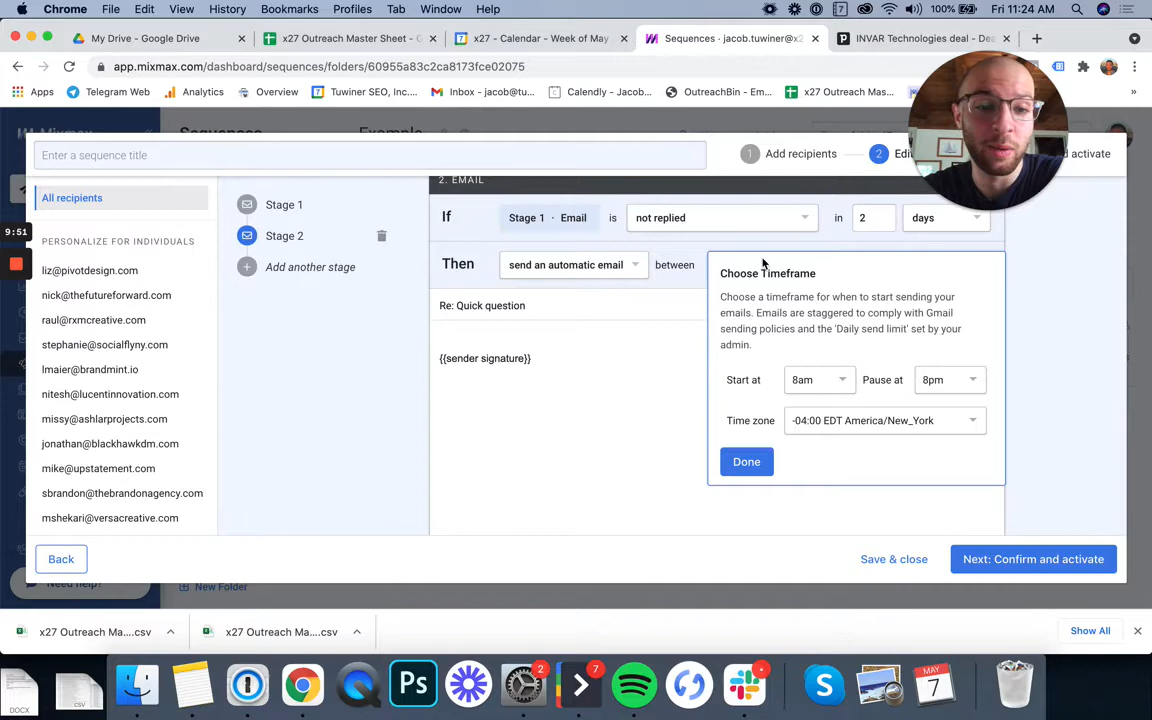 Chrome File Edit View History Bookmarks Profiles Tab Window Help 7 100% Fri 11:24 AM
My Drive - Google Drive x27 Outreach Master Sheet - G x27 - Calendar - Week of May Sequences · jacob.tuwiner@x2 INVAR Technologies deal - Dea
app.mixmax.com/dashboard/sequences/folders/60955a83c2ca8173fce02075
Apps Telegram Web Analytics Overview Tuwiner SEO, Inc.... Inbox - jacob@tu... Calendly - Jacob... OutreachBin - Em... x27 Outreach Mas... »
Enter a sequence title 1 Add recipients 2 Edi d activate
All recipients
PERSONALIZE FOR INDIVIDUALS
liz@pivotdesign.com
nick@thefutureforward.com
raul@rxmcreative.com
stephanie@socialflyny.com
lmaier@brandmint.io
nitesh@lucentinnovation.com
missy@ashlarprojects.com
jonathan@blackhawkdm.com
mike@upstatement.com
sbrandon@thebrandonagency.com
mshekari@versacreative.com
9:51
Stage 1
Stage 2
Add another stage
2. EMAIL
If Stage 1 · Email is not replied in 2 days
Then send an automatic email between
Re: Quick question
{{sender signature}}
Choose Timeframe
Choose a timeframe for when to start sending your
emails. Emails are staggered to comply with Gmail
sending policies and the 'Daily send limit' set by your
admin.
Start at 8am Pause at 8pm
Time zone -04:00 EDT America/New_York
Done
Back Save & close Next: Confirm and activate
Need help? New Folder
x27 Outreach Ma....csv x27 Outreach Ma....csv Show All
DOCX CSV Ps 2 7 MAY 7